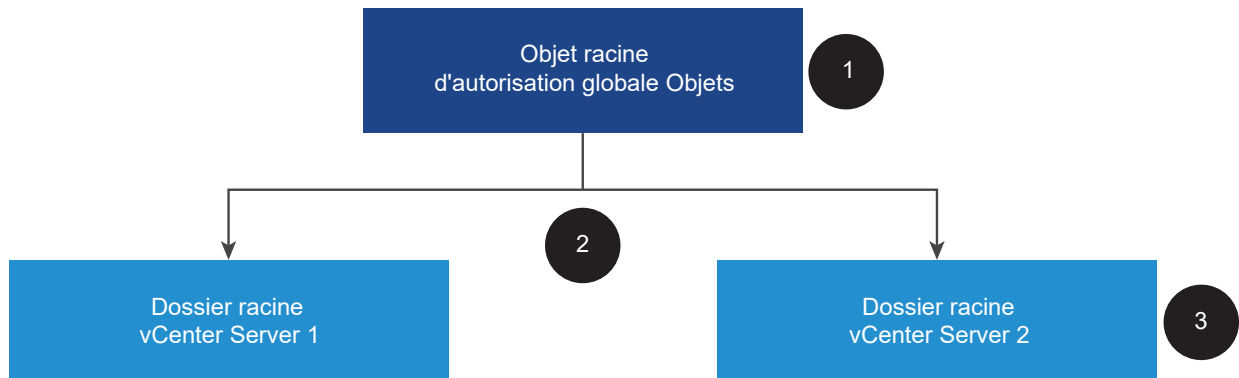 Objet racine
d'autorisation globale Objets
1
2
Dossier racine
vCenter Server 1
Dossier racine
vCenter Server 2
3